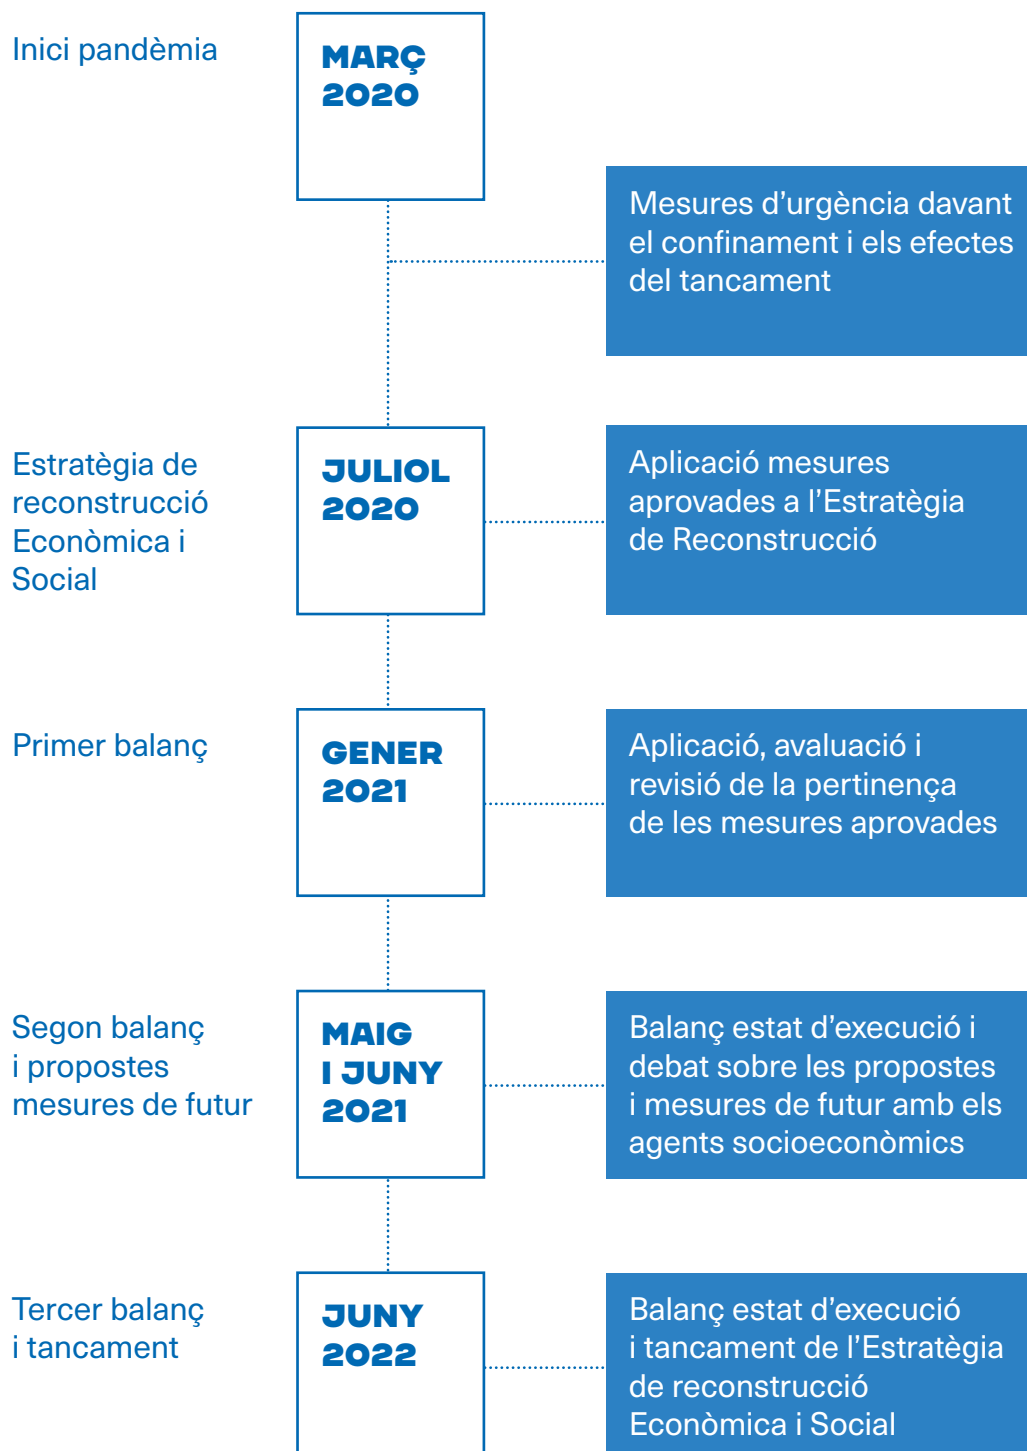 Inici pandèmia
MARÇ
2020
Mesures d’urgència davant
el confinament i els efectes
del tancament
Estratègia de
reconstrucció
Econòmica i
Social
JULIOL
2020
Aplicació mesures
aprovades a l’Estratègia
de Reconstrucció
Primer balanç
GENER
2021
Aplicació, avaluació i
revisió de la pertinença
de les mesures aprovades
Segon balanç
i propostes
mesures de futur
MAIG
I JUNY
2021
Balanç estat d’execució i
debat sobre les propostes
i mesures de futur amb els
agents socioeconòmics
Tercer balanç
i tancament
JUNY
2022
Balanç estat d’execució
i tancament de l’Estratègia
de reconstrucció
Econòmica i Social